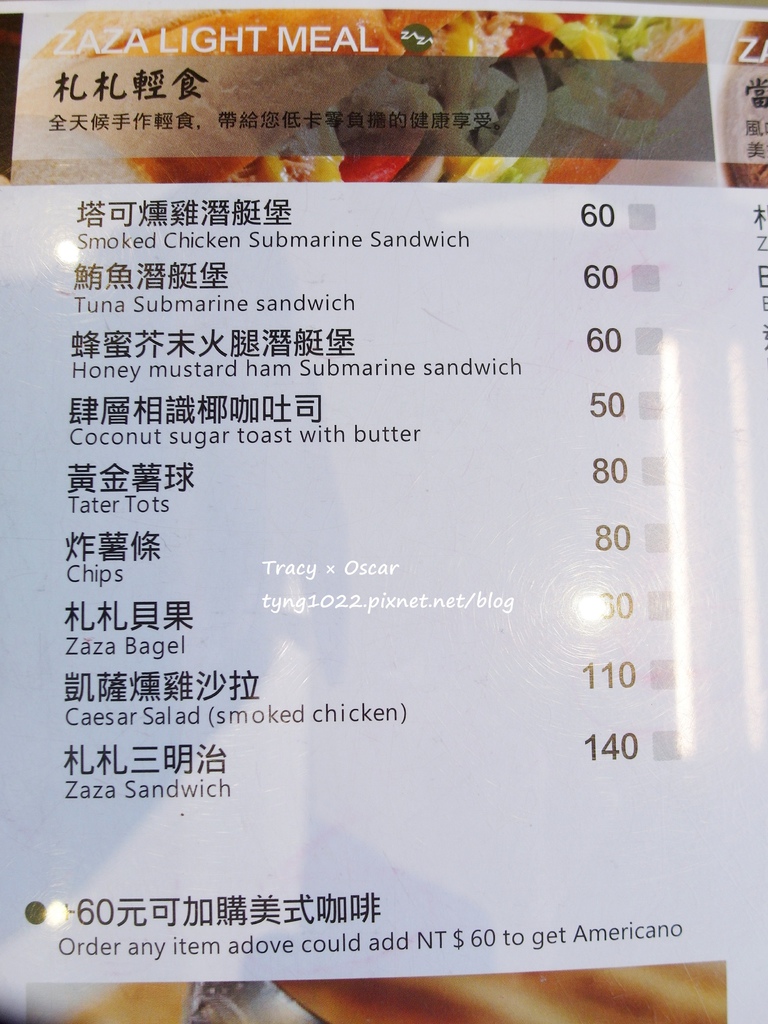 ZAZA LIGHT MEAL ZAZA
札札輕食
全天候手作輕食，帶給您低卡零負擔的健康享受。
塔可燻雞潛艇堡 60
Smoked Chicken Submarine Sandwich
鮪魚潛艇堡 60
Tuna Submarine sandwich
蜂蜜芥末火腿潛艇堡 60
Honey mustard ham Submarine sandwich
肆層相識椰咖吐司 50
Coconut sugar toast with butter
黃金薯球 80
Tater Tots
炸薯條 80
Chips
Tracy × Oscar
tyng1022.pixnet.net/blog
札札貝果 60
Zaza Bagel
凱薩燻雞沙拉 110
Caesar Salad (smoked chicken)
札札三明治 140
Zaza Sandwich
+60元可加購美式咖啡
Order any item adove could add NT $ 60 to get Americano
ZA
當
風
美